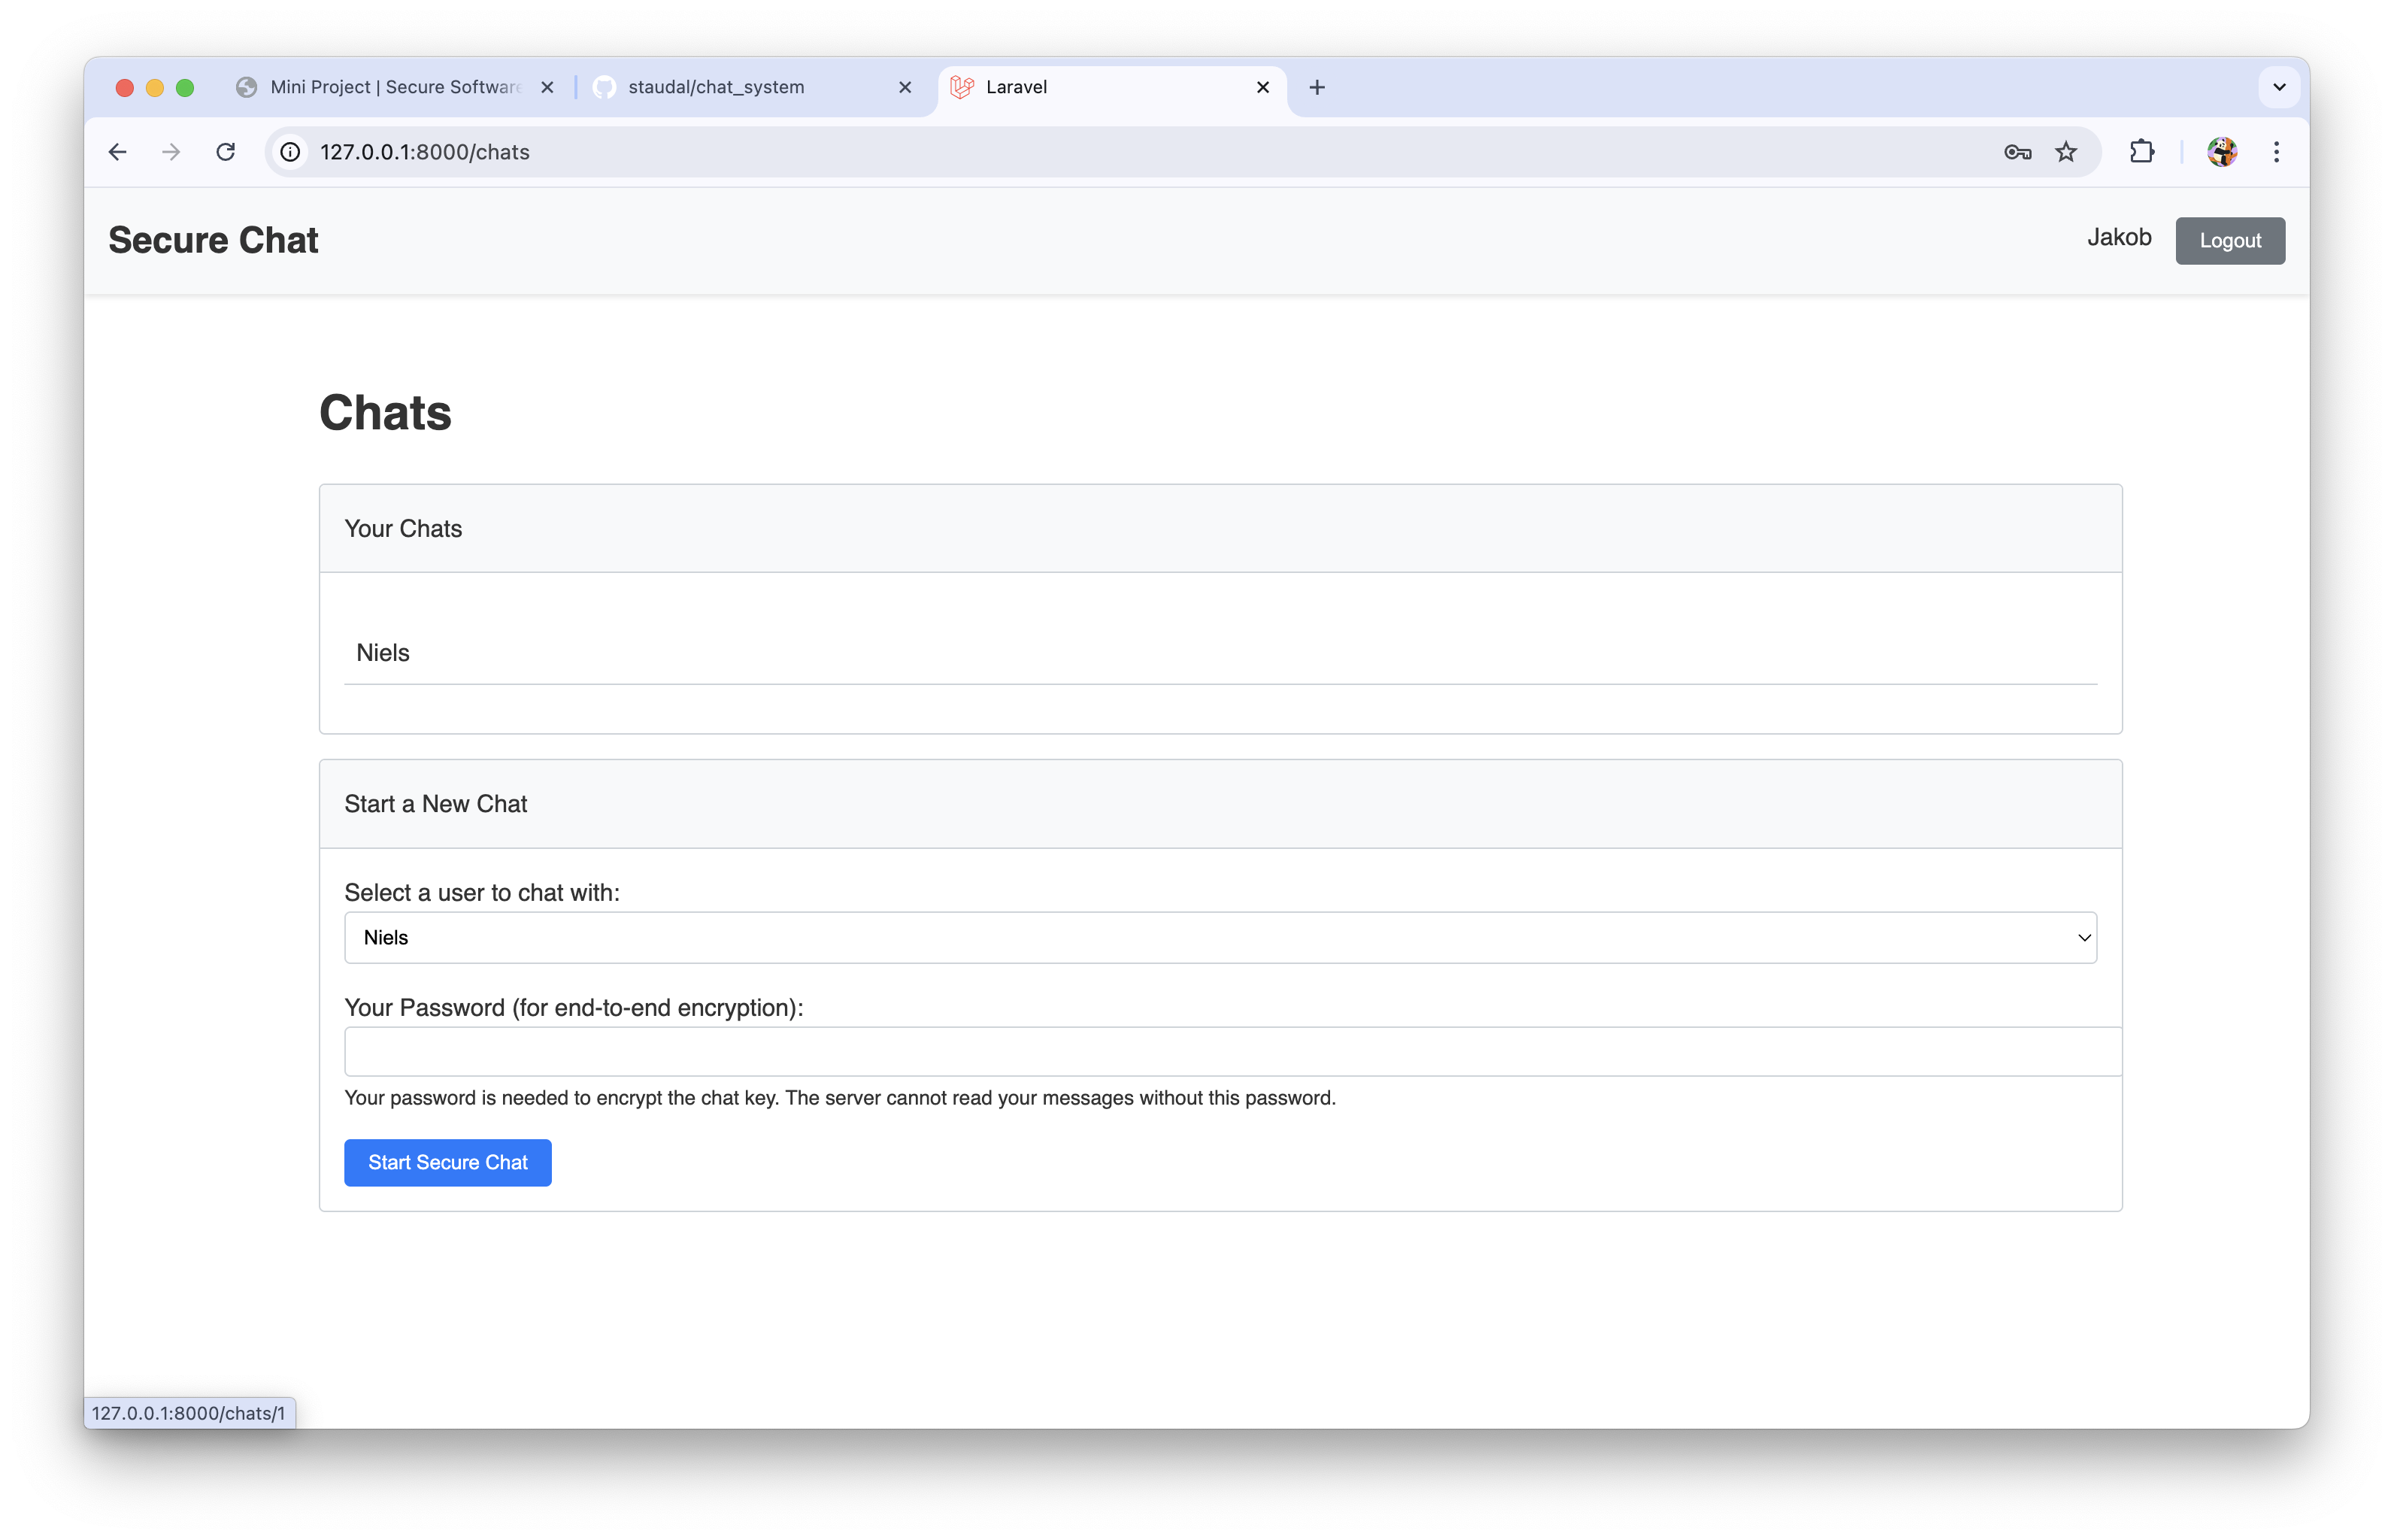 Mini Project | Secure Software
staudal/chat_system
Laravel
127.0.0.1:8000/chats
Secure Chat
Jakob
Logout
Chats
Your Chats
Niels
Start a New Chat
Select a user to chat with:
Niels
Your Password (for end-to-end encryption):
Your password is needed to encrypt the chat key. The server cannot read your messages without this password.
Start Secure Chat
127.0.0.1:8000/chats/1